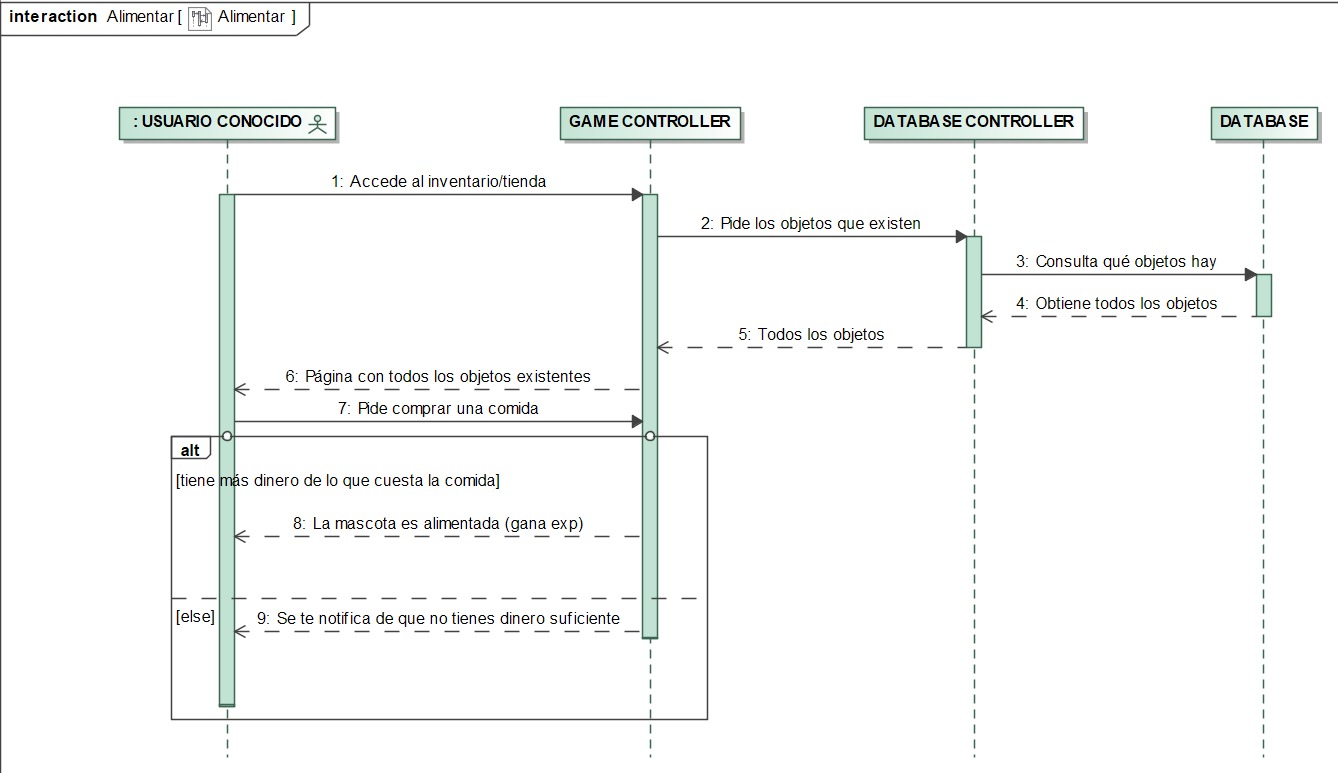 interaction Alimentar [ Alimentar ]
: USUARIO CONOCIDO
GAME CONTROLLER
DATABASE CONTROLLER
DATABASE
1: Accede al inventario/tienda
2: Pide los objetos que existen
3: Consulta qué objetos hay
4: Obtiene todos los objetos
5: Todos los objetos
6: Página con todos los objetos existentes
7: Pide comprar una comida
alt
[tiene más dinero de lo que cuesta la comida]
8: La mascota es alimentada (gana exp)
[else]
9: Se te notifica de que no tienes dinero suficiente